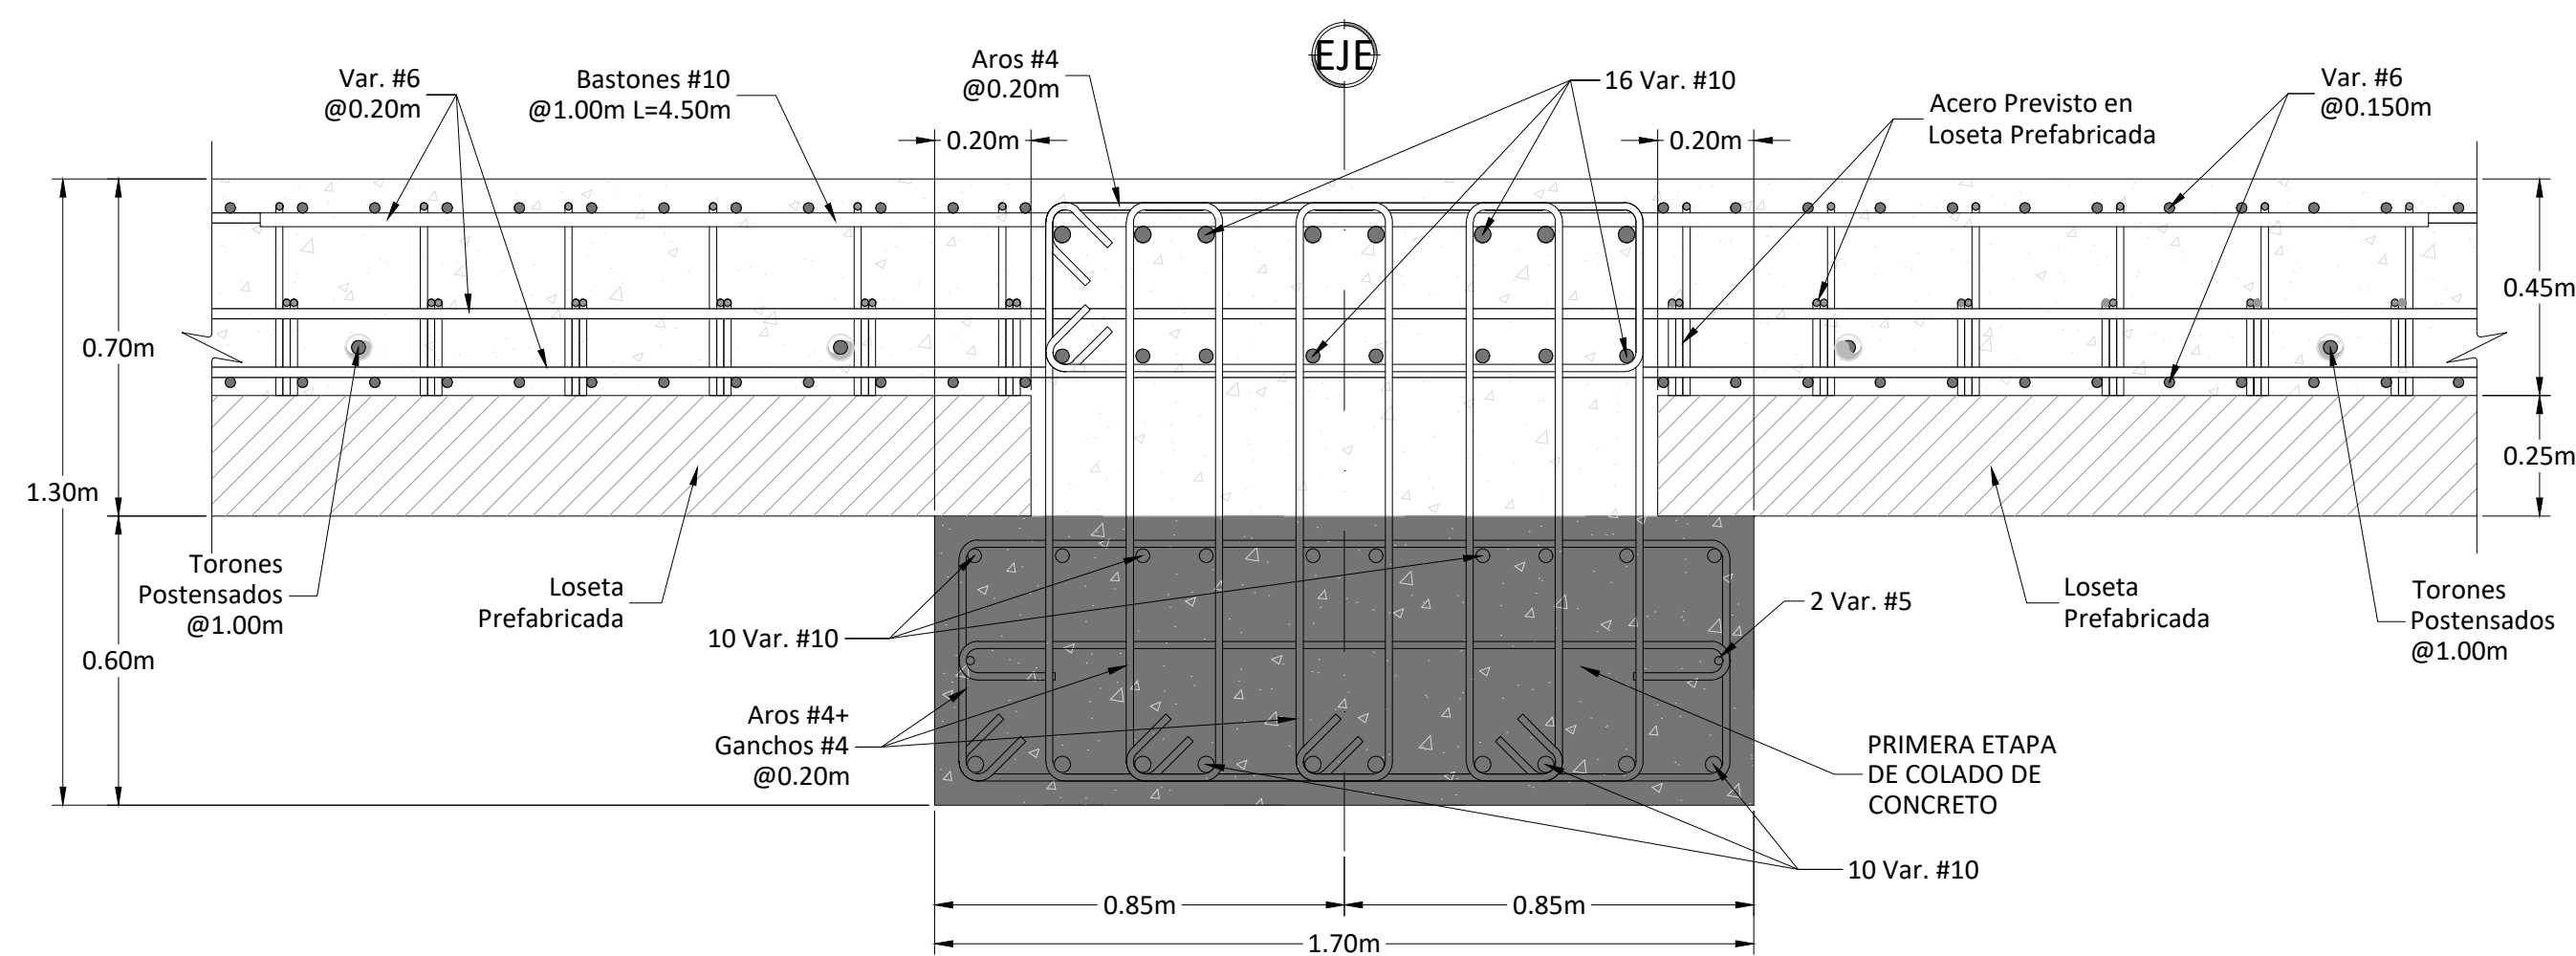 EJE
Var. #6
@0.20m
Bastones #10
@1.00m L=4.50m
Aros #4
@0.20m
16 Var. #10
Acero Previsto en
Loseta Prefabricada
Var. #6
@0.150m
0.20m
0.20m
0.45m
0.70m
0.25m
1.30m
0.60m
Torones
Postensados
@1.00m
Loseta
Prefabricada
10 Var. #10
2 Var. #5
Loseta
Prefabricada
Torones
Postensados
@1.00m
Aros #4+
Ganchos #4
@0.20m
PRIMERA ETAPA
DE COLADO DE
CONCRETO
10 Var. #10
0.85m
0.85m
1.70m